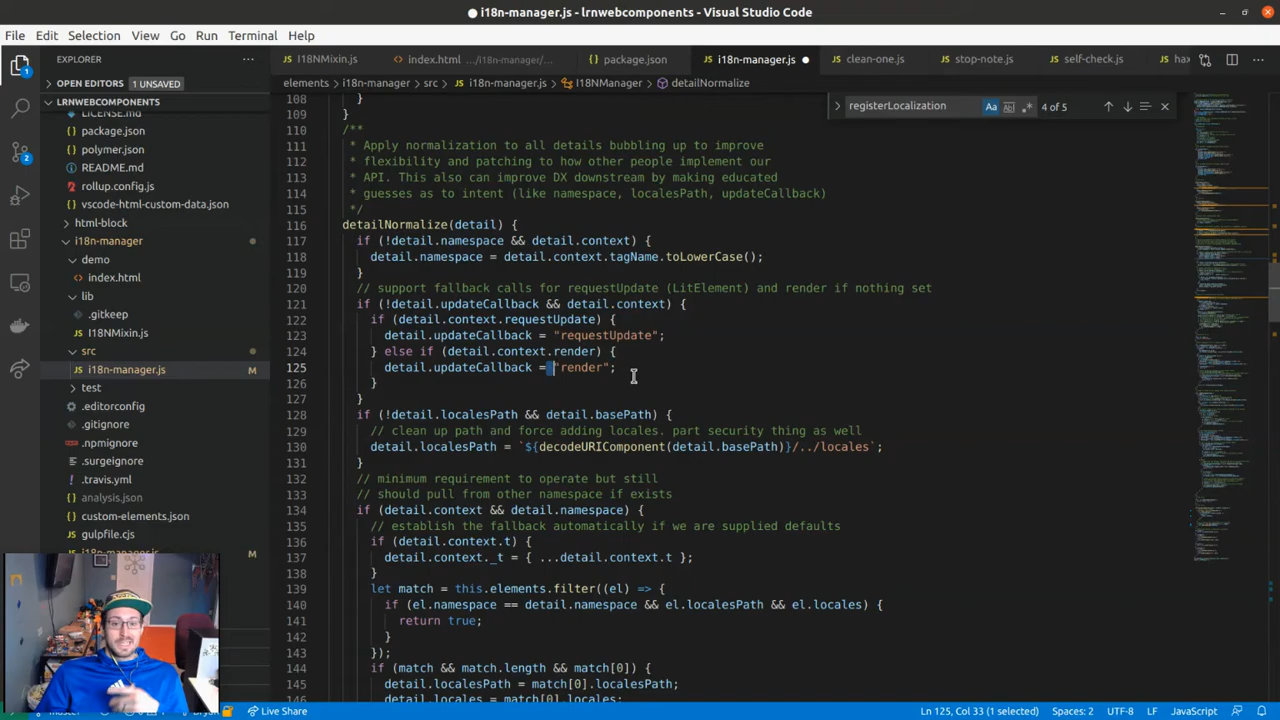 ● i18n-manager.js - lrnwebcomponents - Visual Studio Code
File Edit Selection View Go Run Terminal Help
EXPLORER
I18NMixin.js
index.html .../i18n-manager/...
package.json
i18n-manager.js ●
clean-one.js
stop-note.js
self-check.js
hax
OPEN EDITORS 1 UNSAVED
elements > i18n-manager > src > i18n-manager.js > I18NManager > detailNormalize
registerLocalization Aa 4 of 5
LRNWEBCOMPONENTS
LICENSE.md
package.json
polymer.json
README.md
rollup.config.js
vscode-html-custom-data.json
html-block
i18n-manager
demo
index.html
lib
.gitkeep
I18NMixin.js
src
i18n-manager.js M
test
.editorconfig
.gitignore
.npmignore
.surgeignore
.travis.yml
analysis.json
custom-elements.json
gulpfile.cjs
i18n-manager.js M
108 }
109 }
110 /**
111 * Apply normalization to all details bubbling up to improve
112 * flexibility and patching to how other people implement our
113 * API. This also can improve DX downstream by making educated
114 * guesses as to intent (like namespace, localesPath, updateCallback)
115 */
116 detailNormalize(detail) {
117 if (!detail.namespace && detail.context) {
118 detail.namespace = detail.context.tagName.toLowerCase();
119 }
120 // support fallback check for requestUpdate (LitElement) and render if nothing set
121 if (!detail.updateCallback && detail.context) {
122 if (detail.context.requestUpdate) {
123 detail.updateCallback = "requestUpdate";
124 } else if (detail.context.render) {
125 detail.updateCallback = "render";
126 }
127 }
128 if (!detail.localesPath && detail.basePath) {
129 // clean up path and force adding locales. part security thing as well
130 detail.localesPath = `${decodeURIComponent(detail.basePath)}/../locales`;
131 }
132 // minimum requirement to operate but still
133 // should pull from other namespace if exists
134 if (detail.context && detail.namespace) {
135 // establish the fallback automatically if we are supplied defaults
136 if (detail.context.t) {
137 detail.context._t = { ...detail.context.t };
138 }
139 let match = this.elements.filter((el) => {
140 if (el.namespace == detail.namespace && el.localesPath && el.locales) {
141 return true;
142 }
143 });
144 if (match && match.length && match[0]) {
145 detail.localesPath = match[0].localesPath;
146 detail.locales = match[0].locales;
Live Share
Ln 125, Col 33 (1 selected) Spaces: 2 UTF-8 LF JavaScript